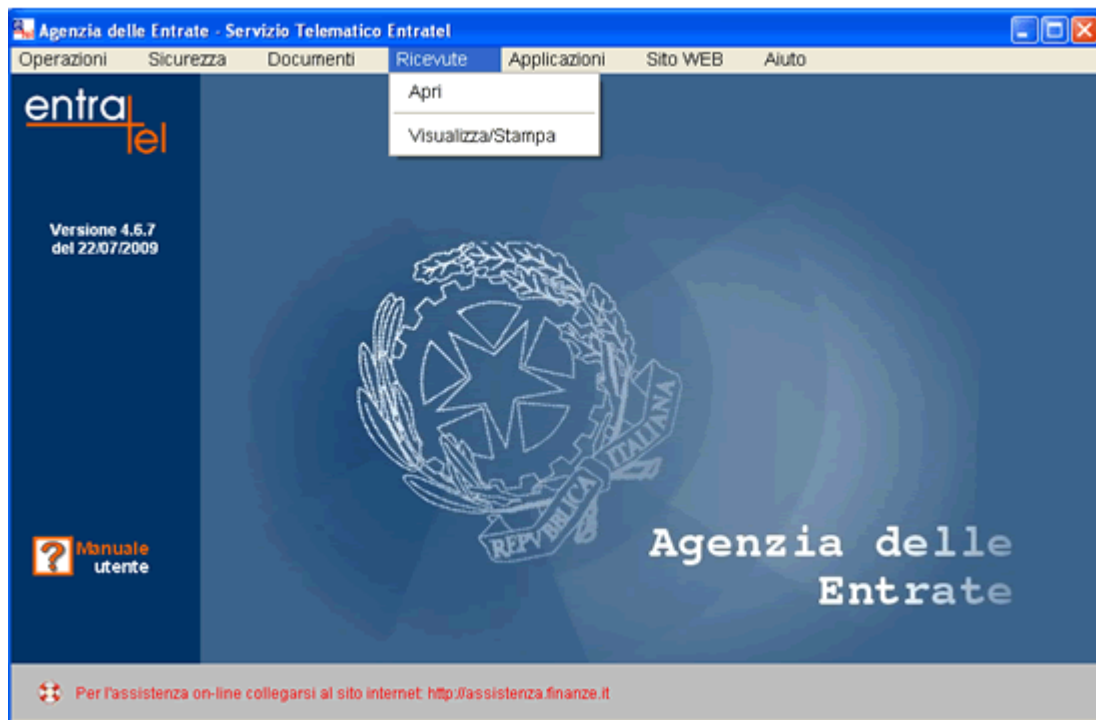 Agenzia delle Entrate - Servizio Telematico Entratel
Operazioni Sicurezza Documenti Ricevute Applicazioni Sito WEB Aiuto
Apri
Visualizza/Stampa
entra
tel
Versione 4.6.7
del 22/07/2009
REPVBBLICA ITALIANA
Agenzia delle
Entrate
? Manuale
utente
Per l'assistenza on-line collegarsi al sito internet: http://assistenza.finanze.it